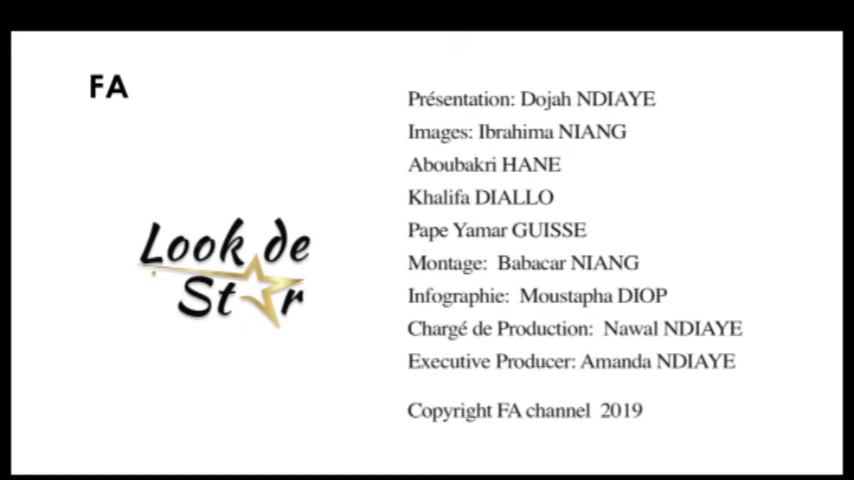 FA
Look de
Star
Présentation: Dojah NDIAYE
Images: Ibrahima NIANG
Aboubakri HANE
Khalifa DIALLO
Pape Yamar GUISSE
Montage: Babacar NIANG
Infographie: Moustapha DIOP
Chargé de Production: Nawal NDIAYE
Executive Producer: Amanda NDIAYE
Copyright FA channel 2019